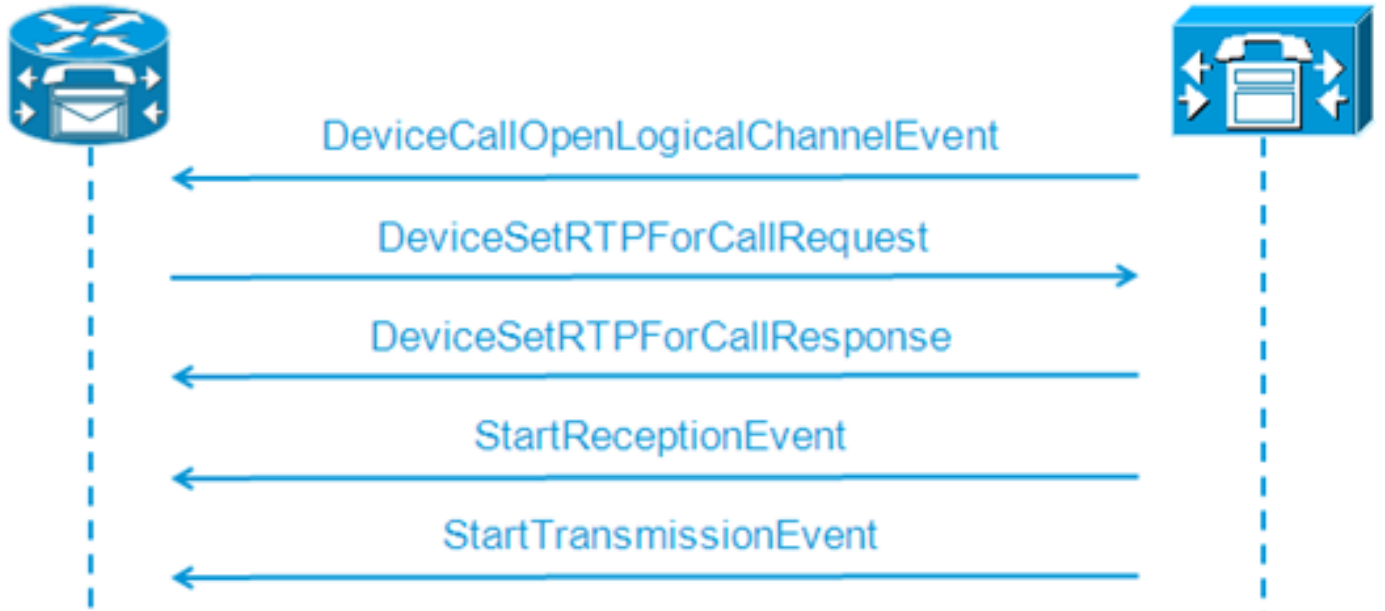 DeviceCallOpenLogicalChannelEvent
DeviceSetRTPForCallRequest
DeviceSetRTPForCallResponse
StartReceptionEvent
StartTransmissionEvent